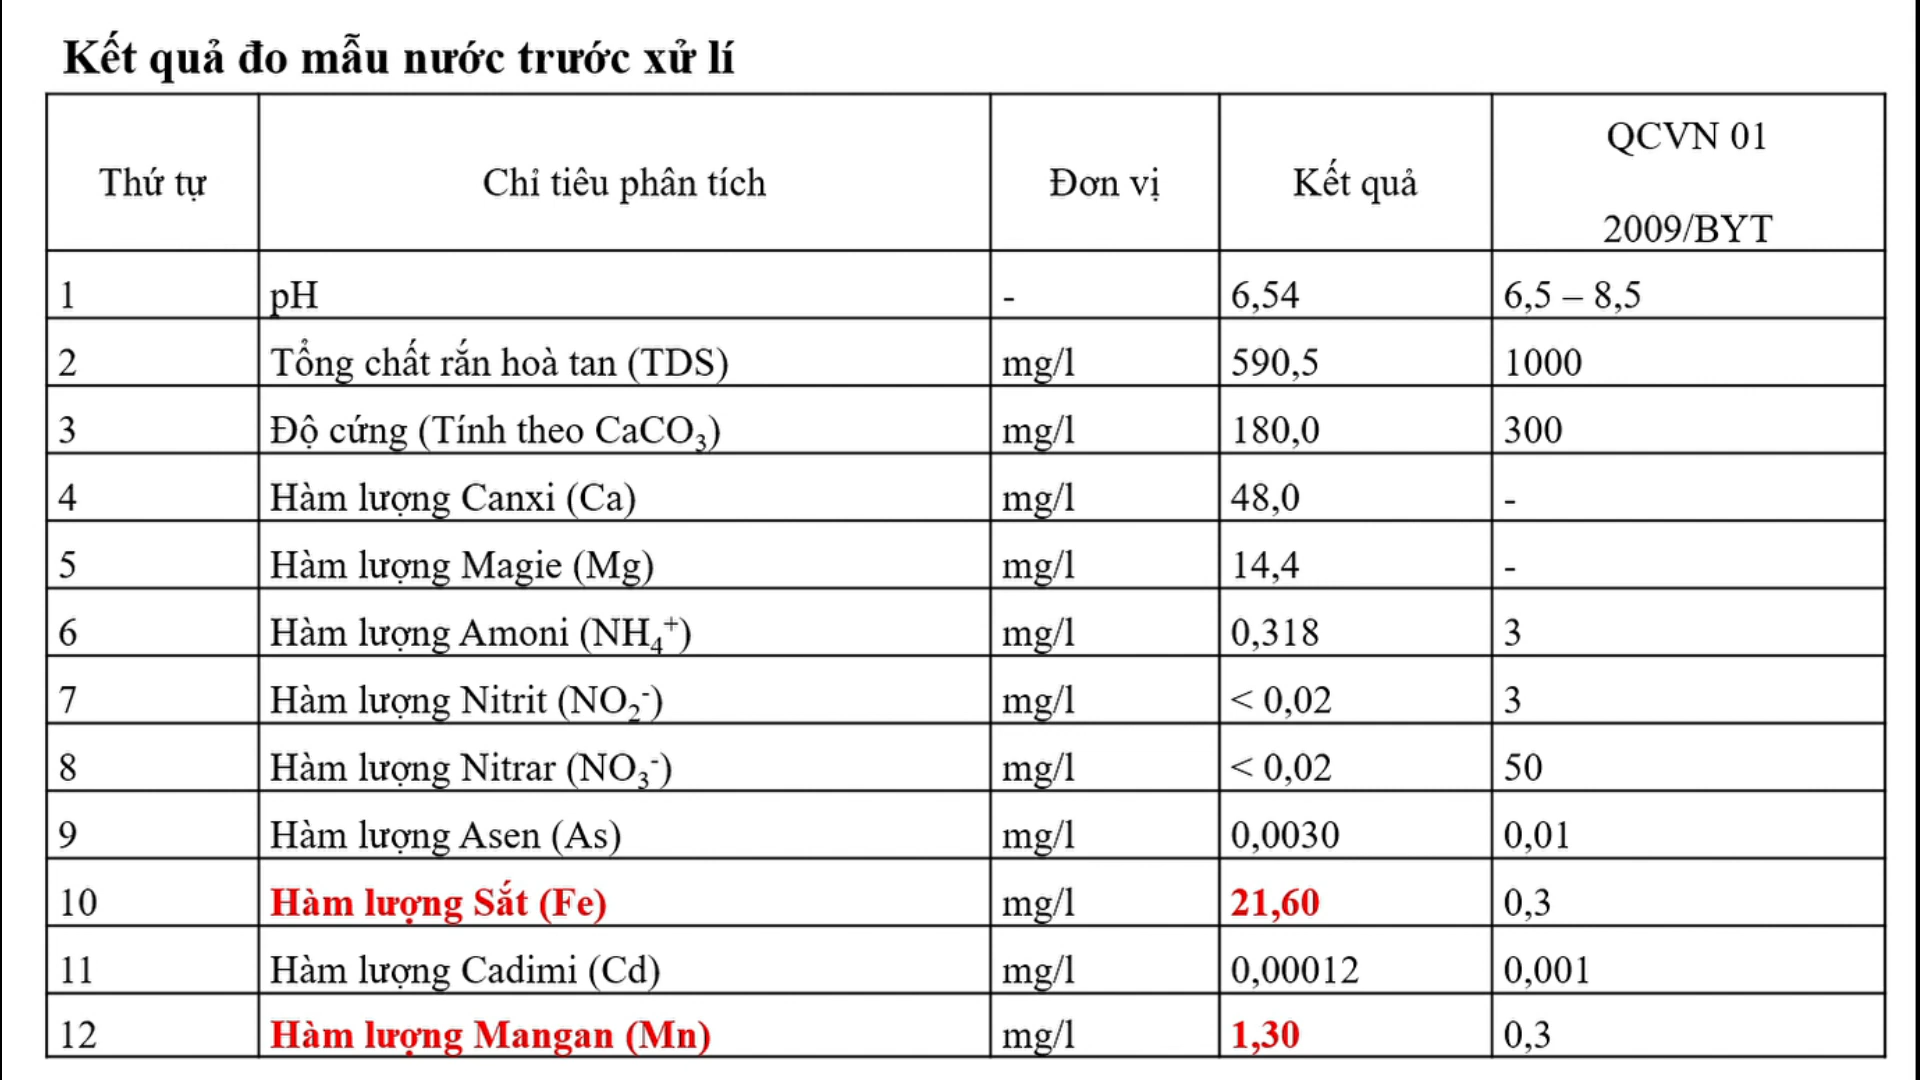 Kết quả đo mẫu nước trước xử lí
Thứ tự Chỉ tiêu phân tích Đơn vị Kết quả QCVN 01
2009/BYT
1 pH - 6,54 6,5 – 8,5
2 Tổng chất rắn hoà tan (TDS) mg/l 590,5 1000
3 Độ cứng (Tính theo CaCO₃) mg/l 180,0 300
4 Hàm lượng Canxi (Ca) mg/l 48,0 -
5 Hàm lượng Magie (Mg) mg/l 14,4 -
6 Hàm lượng Amoni (NH₄⁺) mg/l 0,318 3
7 Hàm lượng Nitrit (NO₂⁻) mg/l < 0,02 3
8 Hàm lượng Nitrar (NO₃⁻) mg/l < 0,02 50
9 Hàm lượng Asen (As) mg/l 0,0030 0,01
10 Hàm lượng Sắt (Fe) mg/l 21,60 0,3
11 Hàm lượng Cadimi (Cd) mg/l 0,00012 0,001
12 Hàm lượng Mangan (Mn) mg/l 1,30 0,3